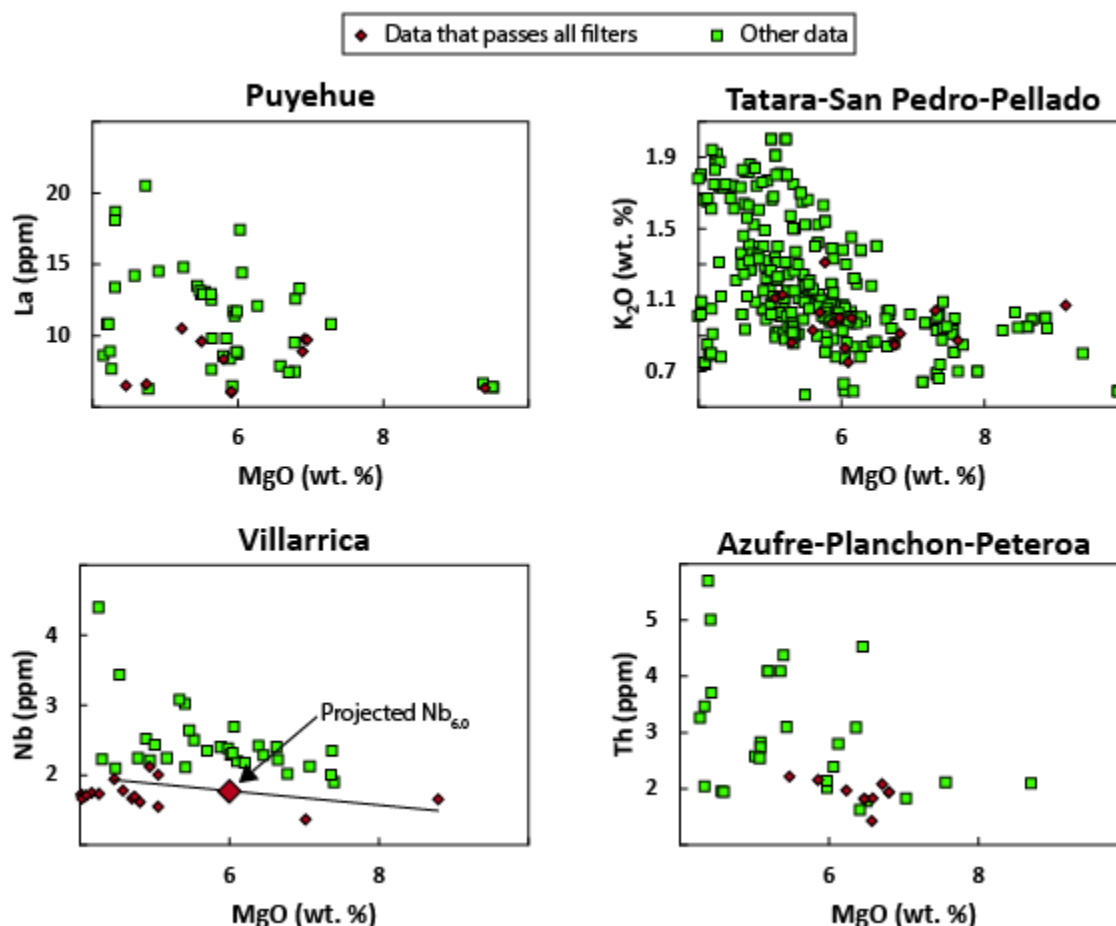 Data that passes all filters
Other data
Puyehue
Tatara-San Pedro-Pellado
La (ppm)
20
15
10
6
8
MgO (wt. %)
K₂O (wt. %)
1.9
1.5
1.1
0.7
6
8
MgO (wt. %)
Villarrica
Azufre-Planchon-Peteroa
Nb (ppm)
4
3
2
Projected Nb₆.₀
6
8
MgO (wt. %)
Th (ppm)
5
4
3
2
6
8
MgO (wt. %)